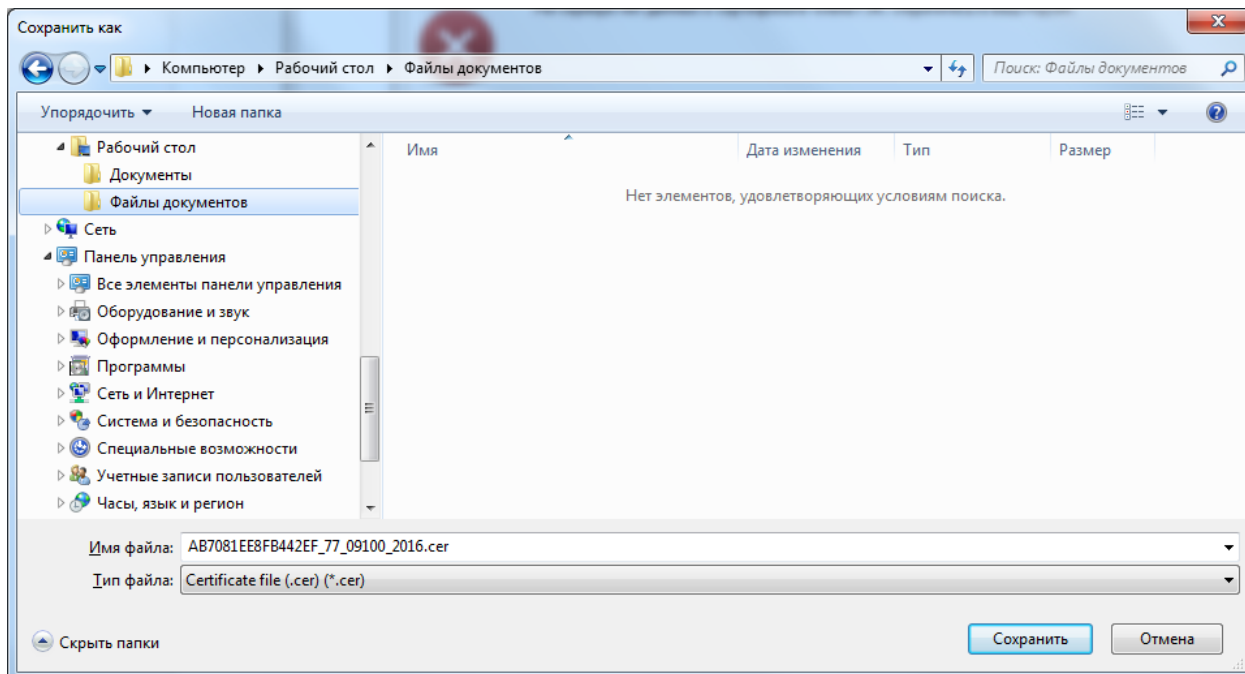 Сохранить как
Компьютер ▸ Рабочий стол ▸ Файлы документов
Поиск: Файлы документов
Упорядочить
Новая папка
Рабочий стол
Документы
Файлы документов
Сеть
Панель управления
Все элементы панели управления
Оборудование и звук
Оформление и персонализация
Программы
Сеть и Интернет
Система и безопасность
Специальные возможности
Учетные записи пользователей
Часы, язык и регион
Имя Дата изменения Тип Размер
Нет элементов, удовлетворяющих условиям поиска.
Имя файла: AB7081EE8FB442EF_77_09100_2016.cer
Тип файла: Certificate file (.cer) (*.cer)
Скрыть папки
Сохранить
Отмена